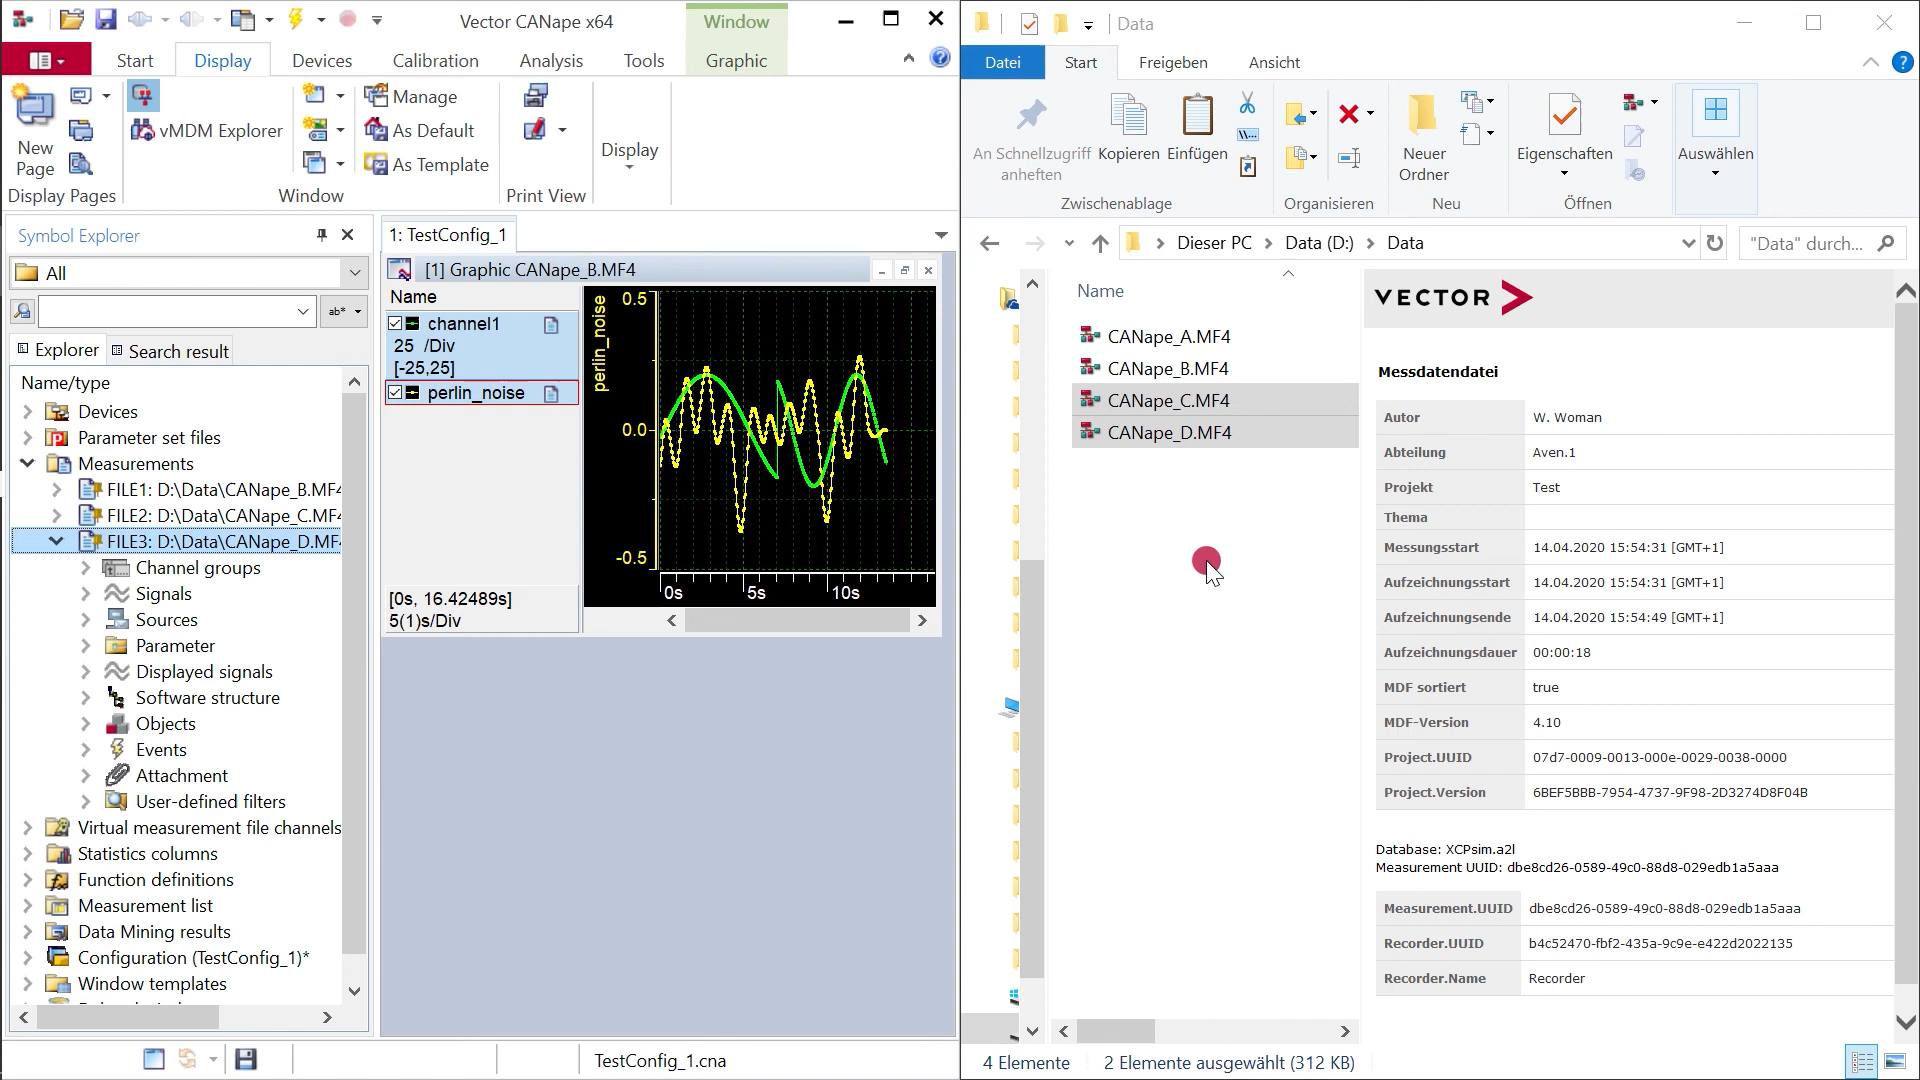 Vector CANape x64
Window
Start
Display
Devices
Calibration
Analysis
Tools
Graphic
New
Page
vMDM Explorer
Manage
As Default
As Template
Display
Display Pages
Window
Print View
Symbol Explorer
All
ab*
Explorer
Search result
Name/type
Devices
Parameter set files
Measurements
FILE1: D:\Data\CANape_B.MF4
FILE2: D:\Data\CANape_C.MF4
FILE3: D:\Data\CANape_D.MF4
Channel groups
Signals
Sources
Parameter
Displayed signals
Software structure
Objects
Events
Attachment
User-defined filters
Virtual measurement file channels
Statistics columns
Function definitions
Measurement list
Data Mining results
Configuration (TestConfig_1)*
Window templates
1: TestConfig_1
[1] Graphic CANape_B.MF4
Name
channel1
25 /Div
[-25,25]
perlin_noise
[0s, 16.42489s]
5(1)s/Div
perlin_noise
0.5
0.0
-0.5
0s
5s
10s
TestConfig_1.cna
Data
Datei
Start
Freigeben
Ansicht
An Schnellzugriff
anheften
Kopieren
Einfügen
Neuer
Ordner
Eigenschaften
Auswählen
Zwischenablage
Organisieren
Neu
Öffnen
Dieser PC
Data (D:)
Data
"Data" durch...
Name
CANape_A.MF4
CANape_B.MF4
CANape_C.MF4
CANape_D.MF4
VECTOR
Messdatendatei
Autor W. Woman
Abteilung Aven.1
Projekt Test
Thema
Messungsstart 14.04.2020 15:54:31 [GMT+1]
Aufzeichnungsstart 14.04.2020 15:54:31 [GMT+1]
Aufzeichnungsende 14.04.2020 15:54:49 [GMT+1]
Aufzeichnungsdauer 00:00:18
MDF sortiert true
MDF-Version 4.10
Project.UUID 07d7-0009-0013-000e-0029-0038-0000
Project.Version 6BEF5BBB-7954-4737-9F98-2D3274D8F04B
Database: XCPsim.a2l
Measurement UUID: dbe8cd26-0589-49c0-88d8-029edb1a5aaa
Measurement.UUID dbe8cd26-0589-49c0-88d8-029edb1a5aaa
Recorder.UUID b4c52470-fbf2-435a-9c9e-e422d2022135
Recorder.Name Recorder
4 Elemente
2 Elemente ausgewählt (312 KB)